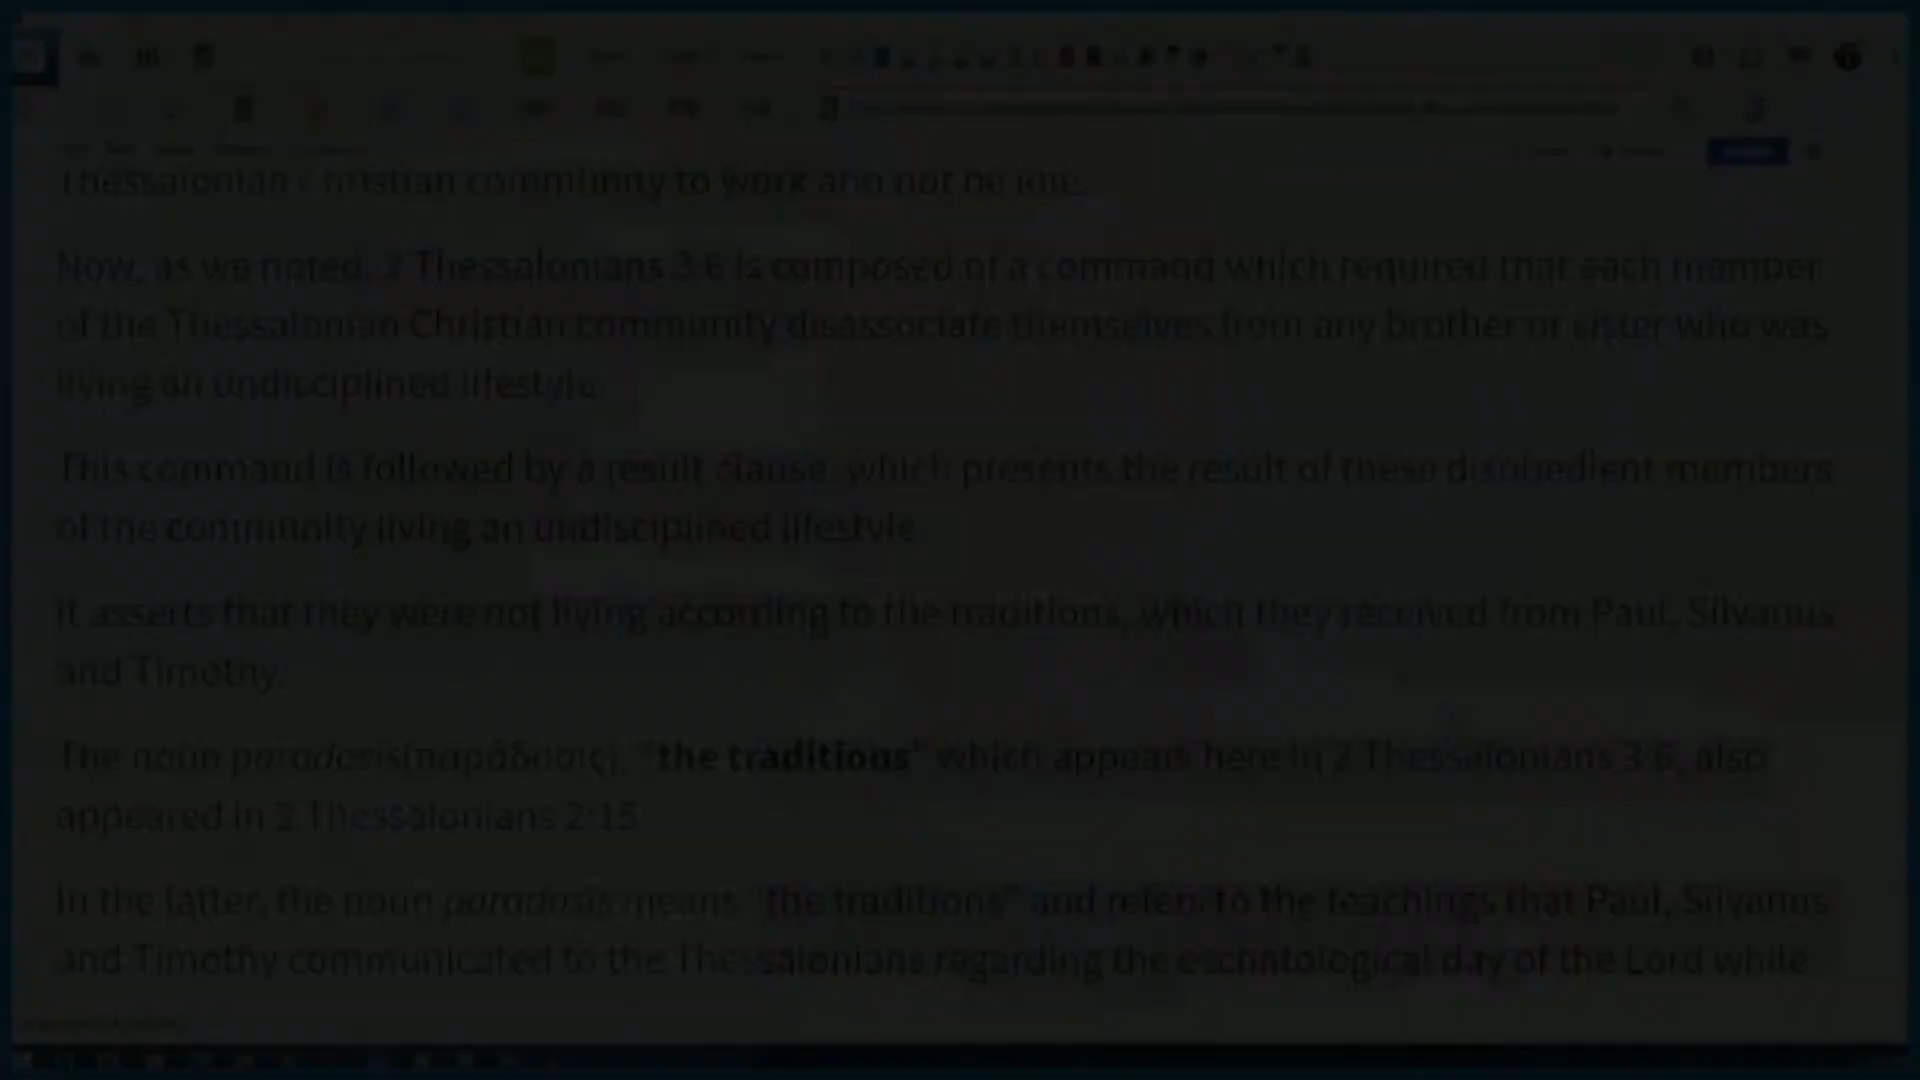 Thessalonian Christian community to work and not be idle.
Now, as we noted, 2 Thessalonians 3:6 is composed of a command which required that each member
of the Thessalonian Christian community disassociate themselves from any brother or sister who was
living an undisciplined lifestyle.
This command is followed by a result clause, which presents the result of these disobedient members
of the community living an undisciplined lifestyle.
It asserts that they were not living according to the traditions, which they received from Paul, Silvanus
and Timothy.
The noun paradosis(παράδοσις), "the traditions" which appears here in 2 Thessalonians 3:6, also
appeared in 2 Thessalonians 2:15
In the latter, the noun paradosis means "the traditions" and refers to the teachings that Paul, Silvanus
and Timothy communicated to the Thessalonians regarding the eschatological day of the Lord while